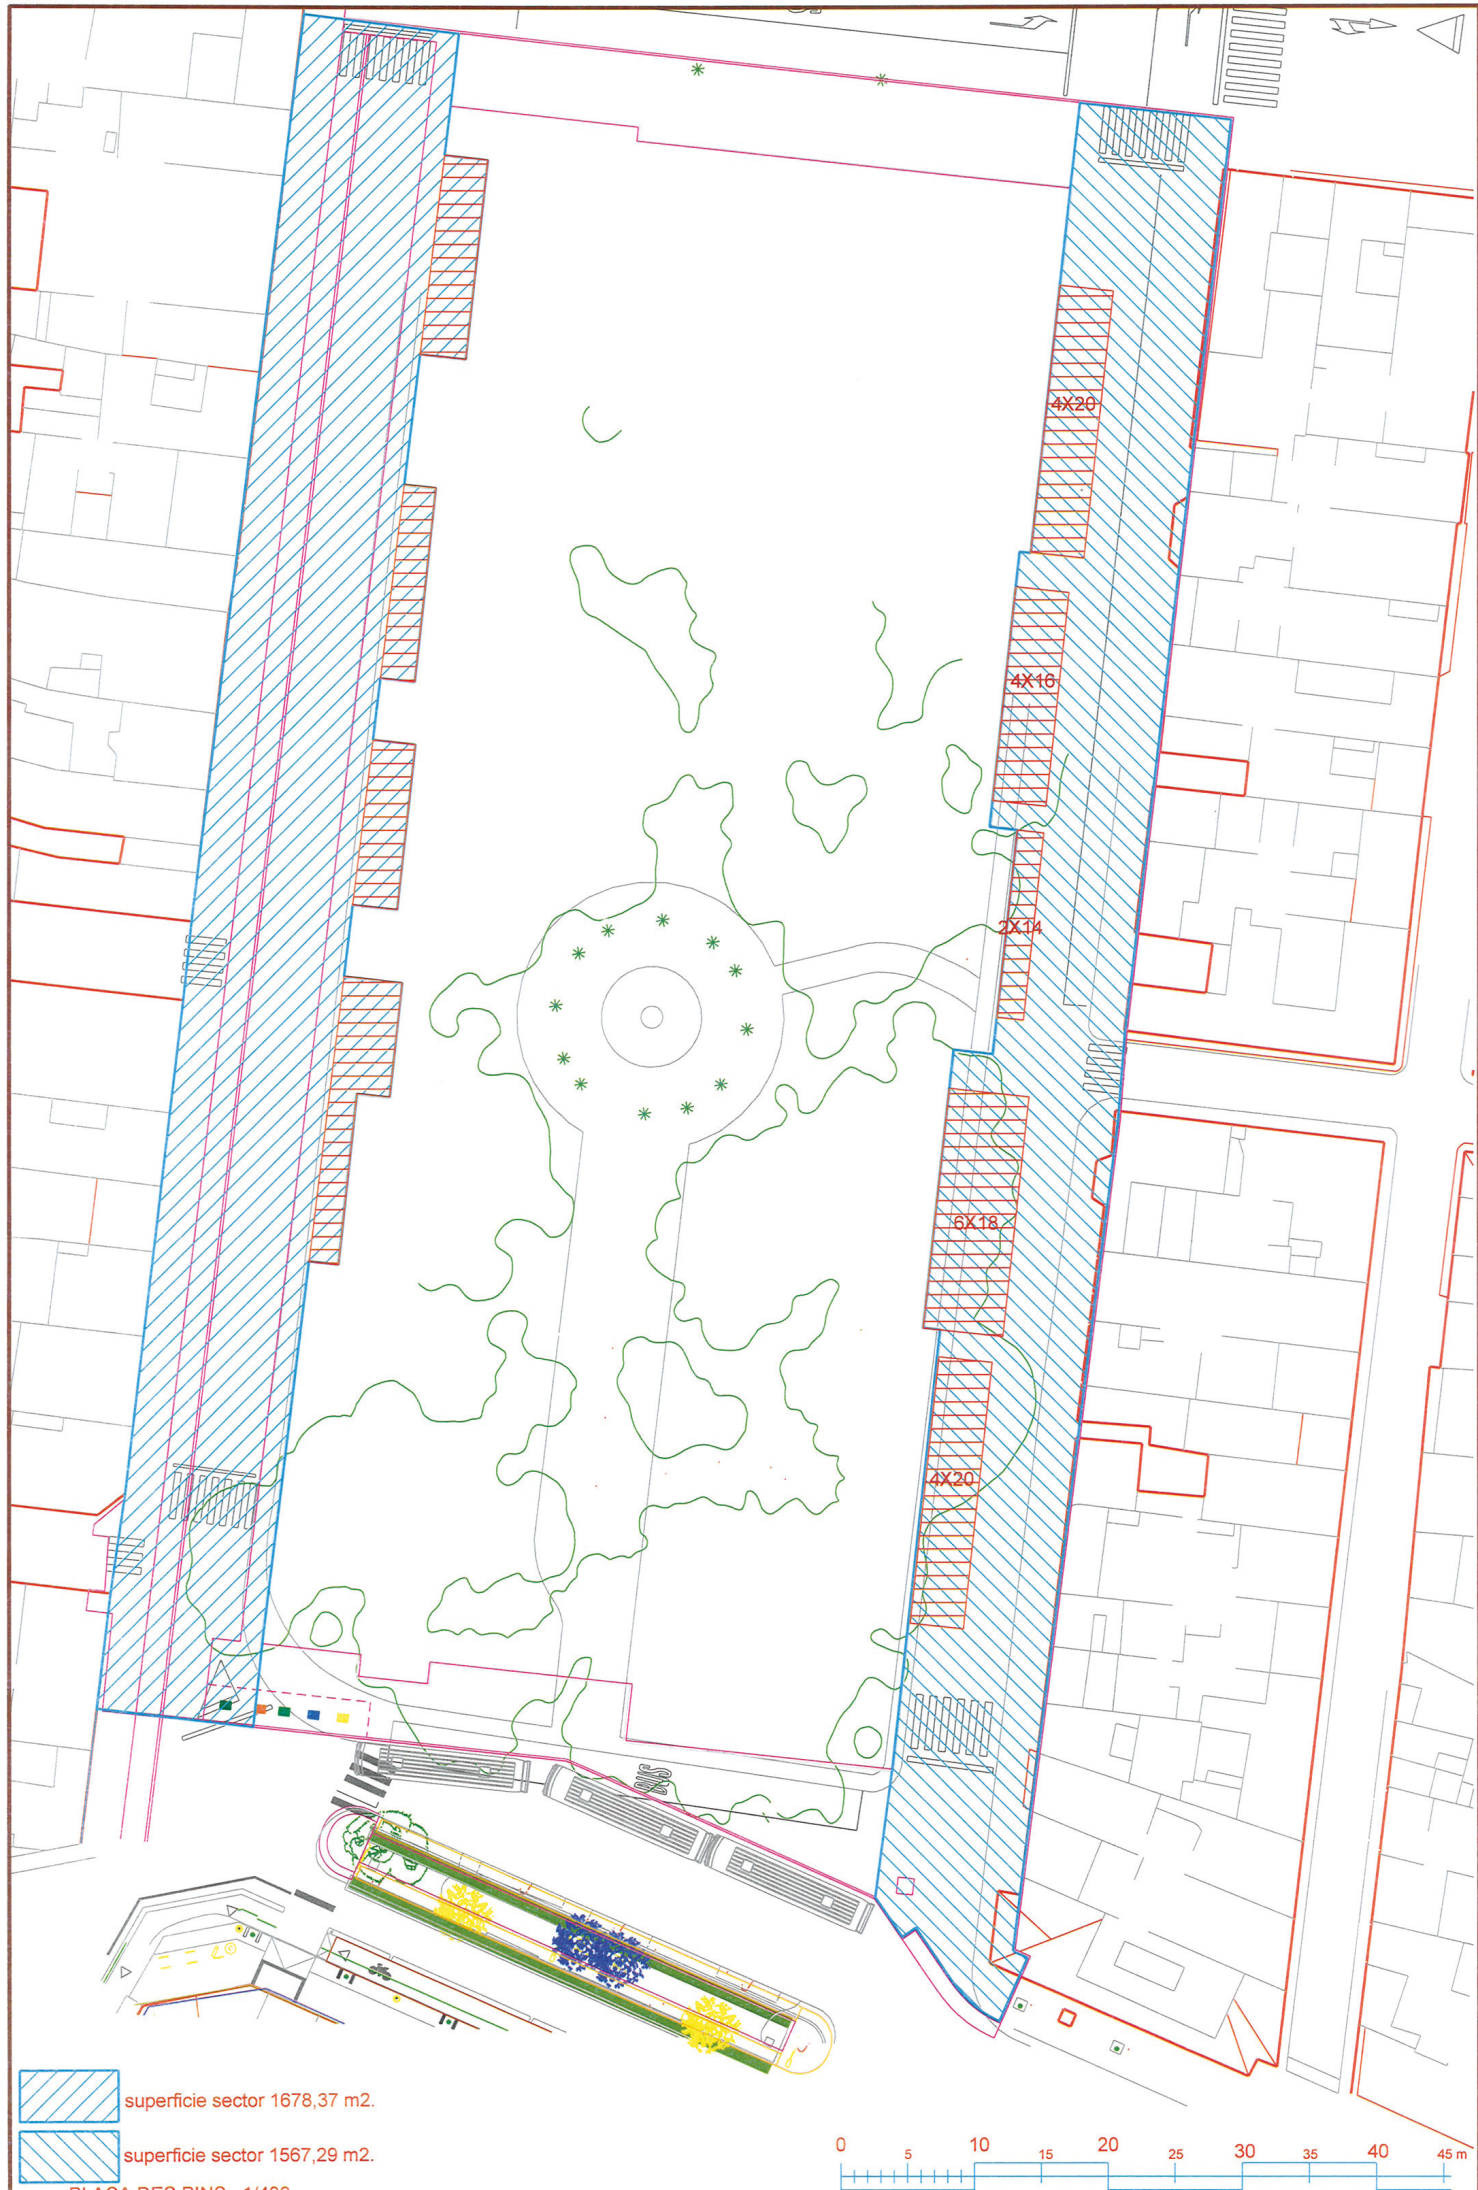 4X20
4X16
2X14
6X18
4X20
BUS
superficie sector 1678,37 m2.
superficie sector 1567,29 m2.
0 5 10 15 20 25 30 35 40 45 m